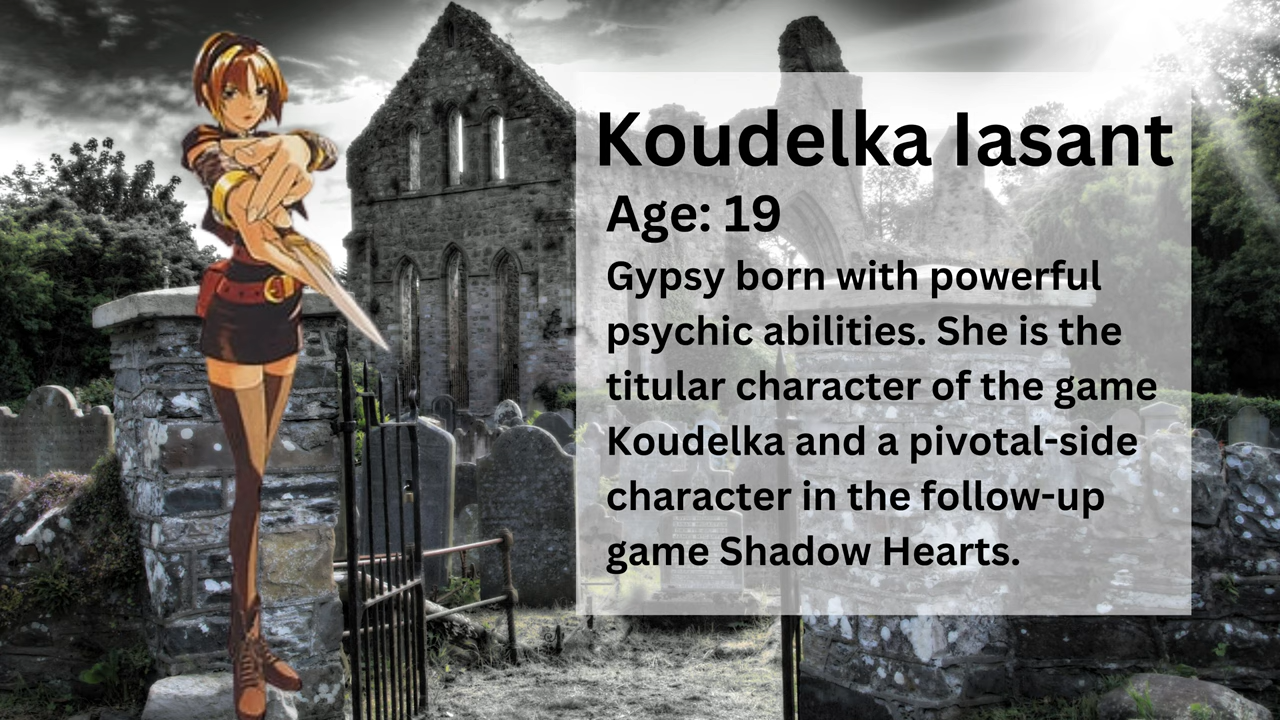 Koudelka Iasant
Age: 19
Gypsy born with powerful
psychic abilities. She is the
titular character of the game
Koudelka and a pivotal-side
character in the follow-up
game Shadow Hearts.